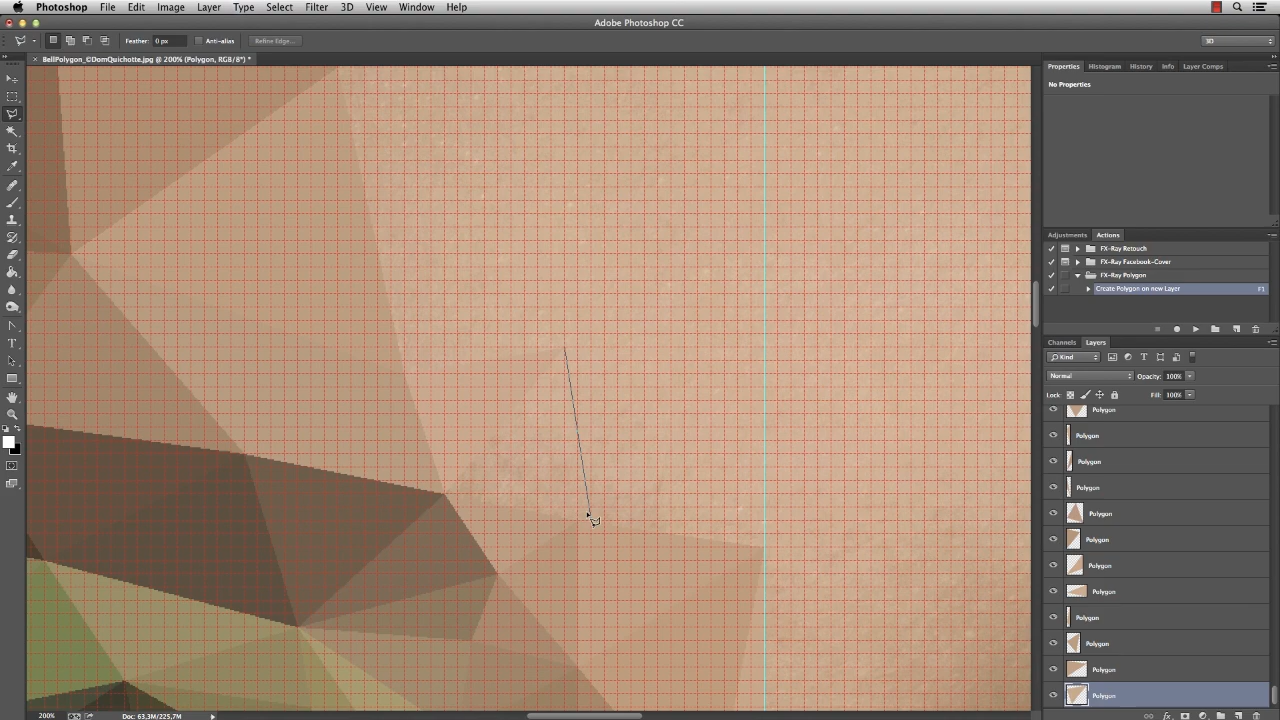 Photoshop File Edit Image Layer Type Select Filter 3D View Window Help
Adobe Photoshop CC
Feather: 0 px Anti-alias Refine Edge... 3D
× BellPolygon_©DomQuichotte.jpg @ 200% (Polygon, RGB/8*) *
Properties Histogram History Info Layer Comps
No Properties
Adjustments Actions
FX-Ray Retouch
FX-Ray Facebook-Cover
FX-Ray Polygon
Create Polygon on new Layer F1
Channels Layers
Kind
Normal Opacity: 100%
Lock: Fill: 100%
Polygon
Polygon
Polygon
Polygon
Polygon
Polygon
Polygon
Polygon
Polygon
Polygon
Polygon
Polygon
200% Doc: 63,3M/225,7M